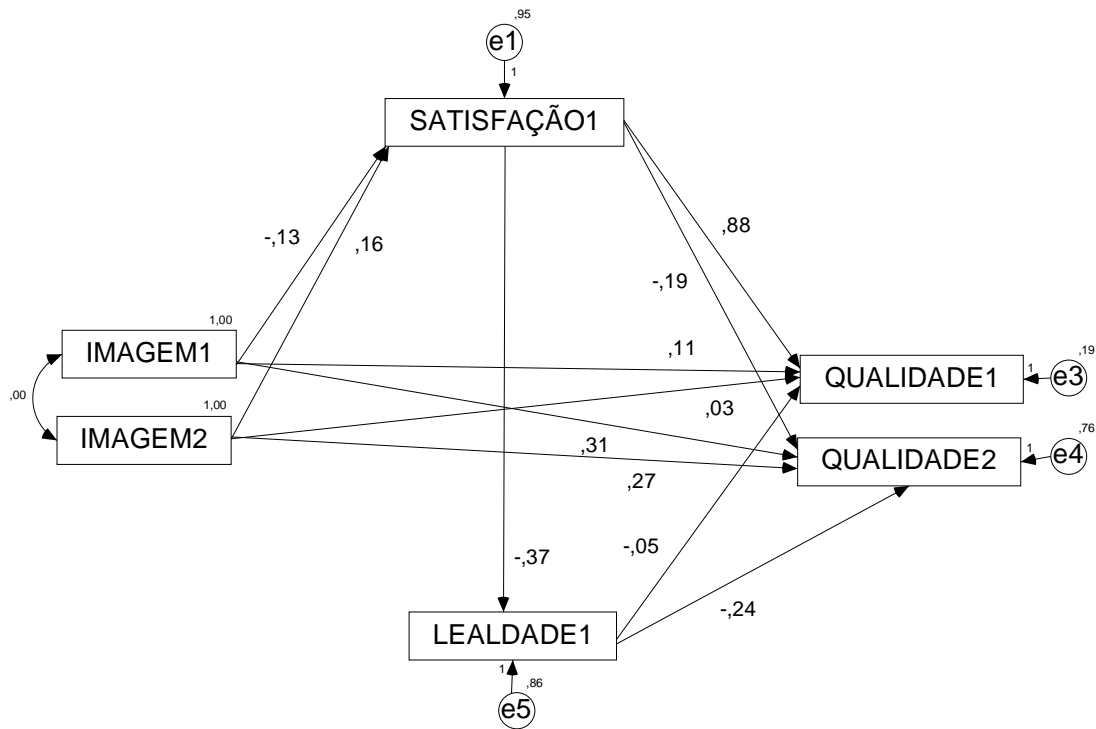 ,95
e1
1
SATISFAÇÃO1
-,13
,16
,88
-,19
1,00
IMAGEM1
,11
,19
QUALIDADE1
1
e3
,00
1,00
IMAGEM2
,03
,31
,27
,76
QUALIDADE2
1
e4
-,37
-,05
-,24
LEALDADE1
1
,86
e5